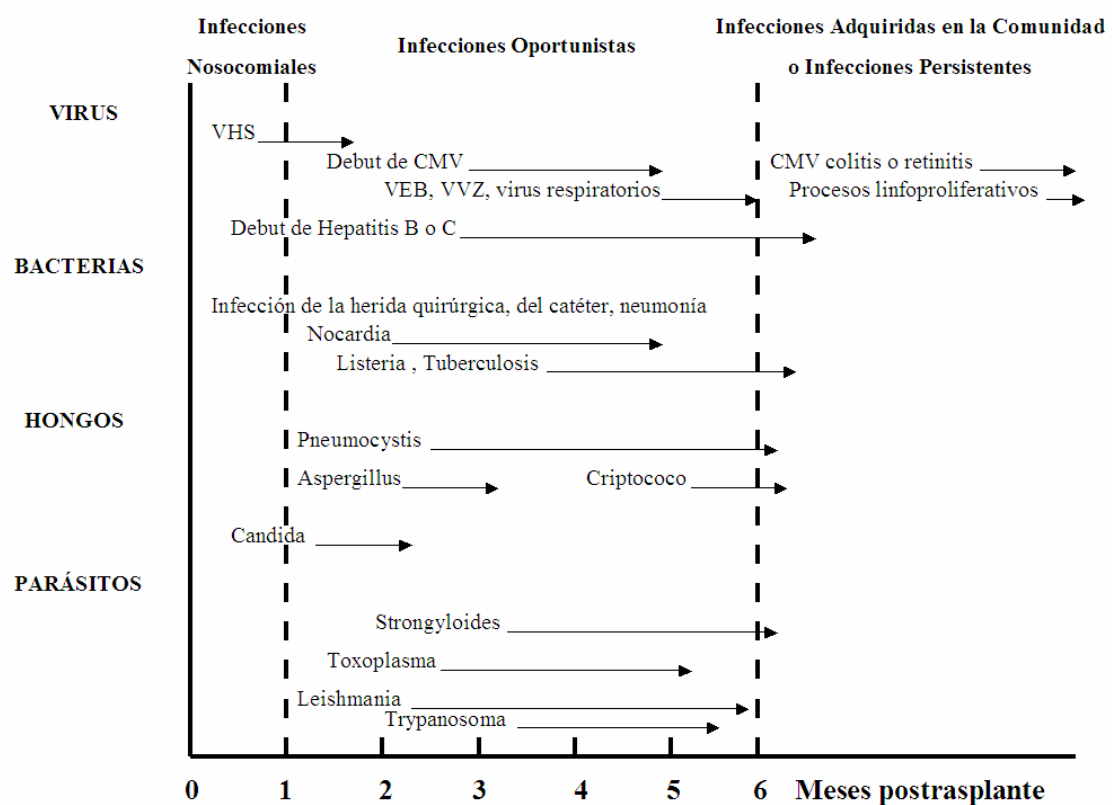 Infecciones
Nosocomiales
Infecciones Oportunistas
Infecciones Adquiridas en la Comunidad
o Infecciones Persistentes
VIRUS
VHS
Debut de CMV
CMV colitis o retinitis
VEB, VVZ, virus respiratorios
Procesos linfoproliferativos
Debut de Hepatitis B o C
BACTERIAS
Infección de la herida quirúrgica, del catéter, neumonía
Nocardia
Listeria , Tuberculosis
HONGOS
Pneumocystis
Aspergillus
Criptococo
Candida
PARÁSITOS
Strongyloides
Toxoplasma
Leishmania
Trypanosoma
0 1 2 3 4 5 6 Meses postrasplante